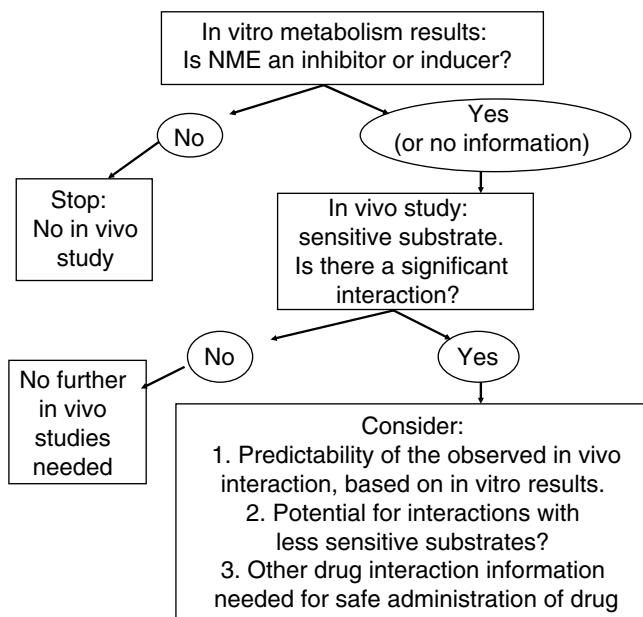 In vitro metabolism results:
Is NME an inhibitor or inducer?
No
Yes
(or no information)
Stop:
No in vivo
study
In vivo study:
sensitive substrate.
Is there a significant
interaction?
No
Yes
No further
in vivo
studies
needed
Consider:
1. Predictability of the observed in vivo
interaction, based on in vitro results.
2. Potential for interactions with
less sensitive substrates?
3. Other drug interaction information
needed for safe administration of drug